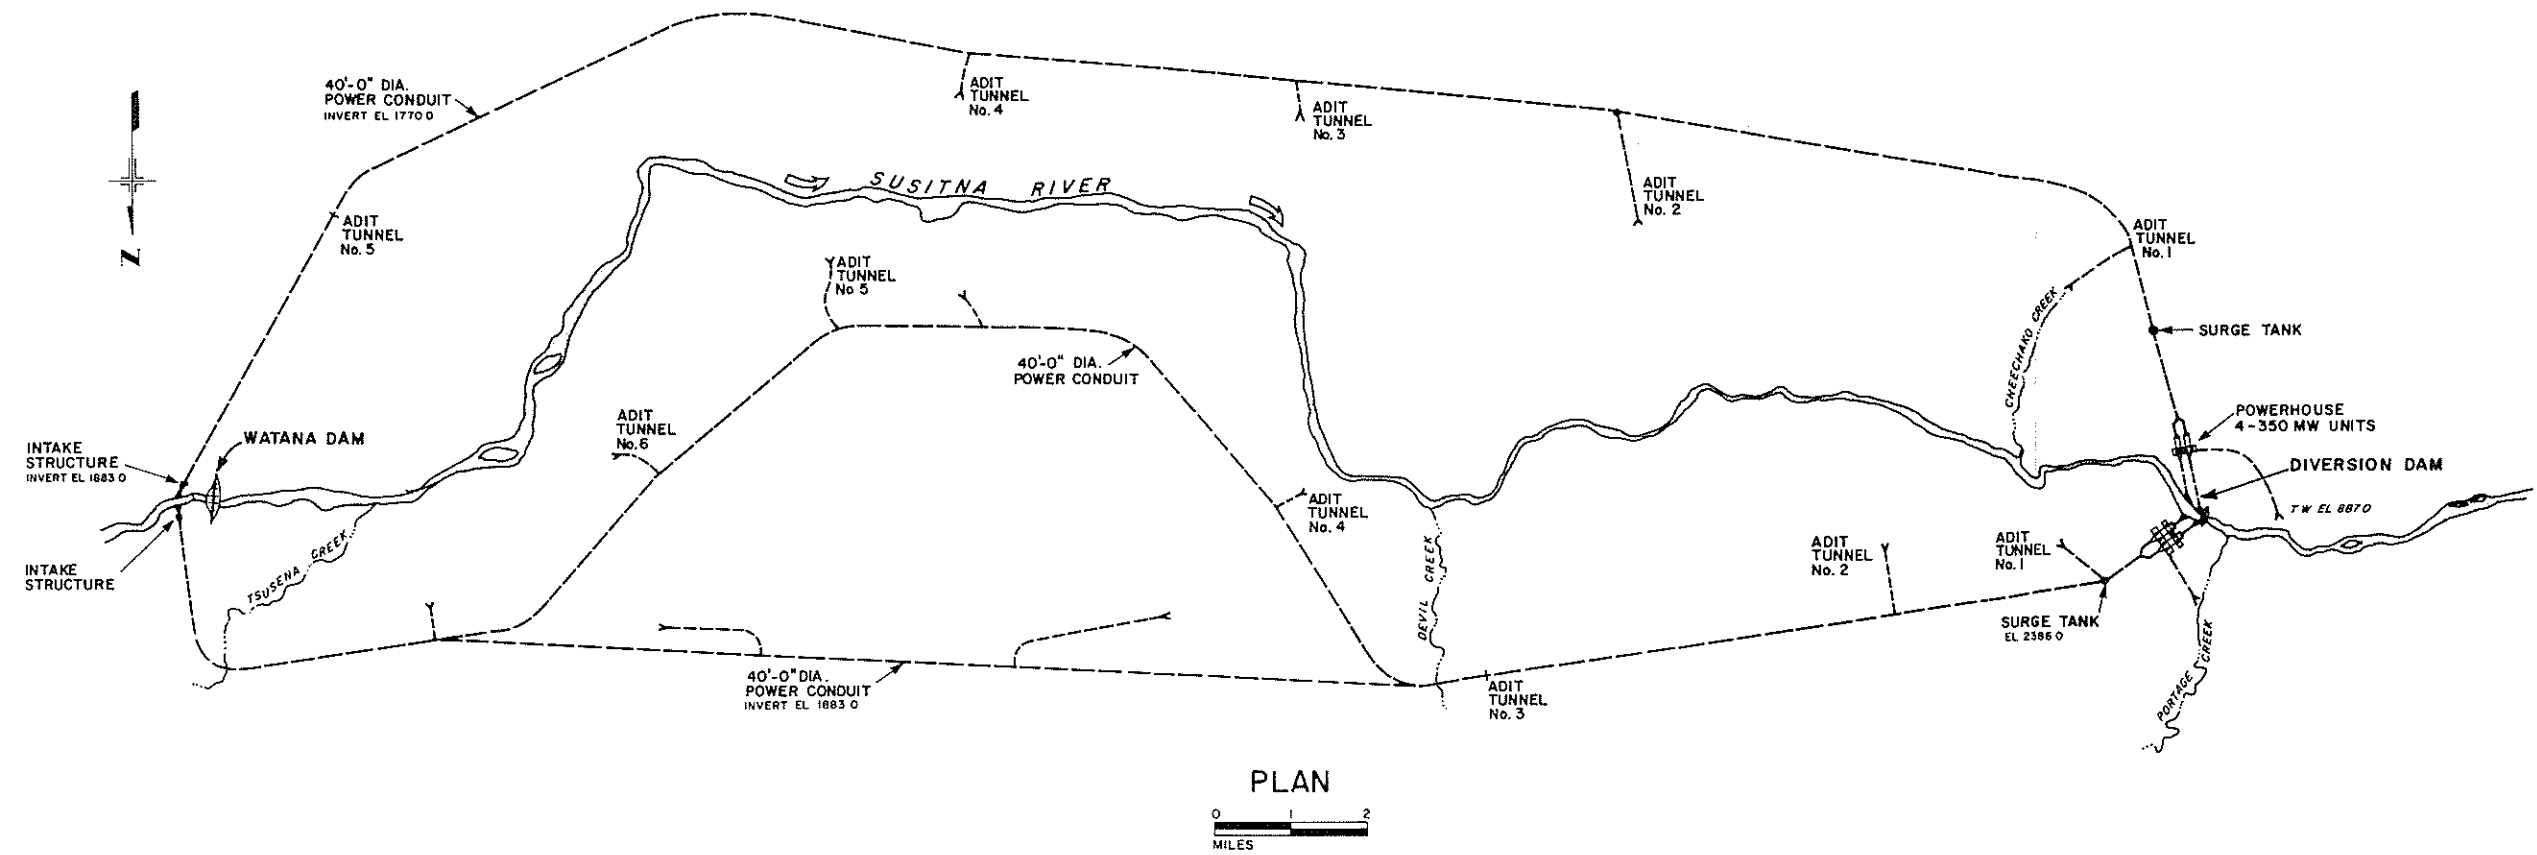 40'-0" DIA.
POWER CONDUIT
INVERT EL 1770 0
ADIT
TUNNEL
No. 4
ADIT
TUNNEL
No. 3
ADIT
TUNNEL
No. 2
SUSITNA RIVER
ADIT
TUNNEL
No. 5
N
ADIT
TUNNEL
No. 1
ADIT
TUNNEL
No 5
CHEECHAKO CREEK
SURGE TANK
40'-0" DIA.
POWER CONDUIT
POWERHOUSE
4-350 MW UNITS
ADIT
TUNNEL
No. 6
WATANA DAM
INTAKE
STRUCTURE
INVERT EL 1883 0
DIVERSION DAM
ADIT
TUNNEL
No. 4
TW EL 887 0
INTAKE
STRUCTURE
TSUSENA CREEK
DEVIL CREEK
ADIT
TUNNEL
No. 2
ADIT
TUNNEL
No. 1
SURGE TANK
EL 2386 0
PORTAGE CREEK
40'-0" DIA.
POWER CONDUIT
INVERT EL 1883 0
ADIT
TUNNEL
No. 3
PLAN
0 1 2
MILES